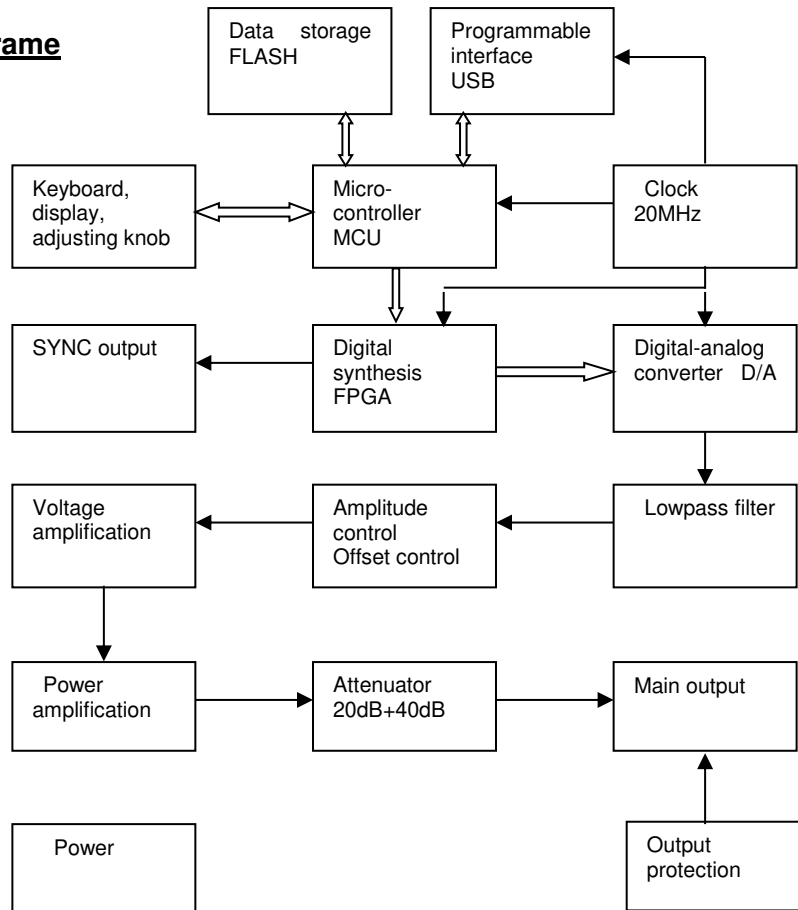 rame
Data storage
FLASH
Programmable
interface
USB
Keyboard,
display,
adjusting knob
Micro-
controller
MCU
Clock
20MHz
SYNC output
Digital
synthesis
FPGA
Digital-analog
converter D/A
Voltage
amplification
Amplitude
control
Offset control
Lowpass filter
Power
amplification
Attenuator
20dB+40dB
Main output
Power
Output
protection